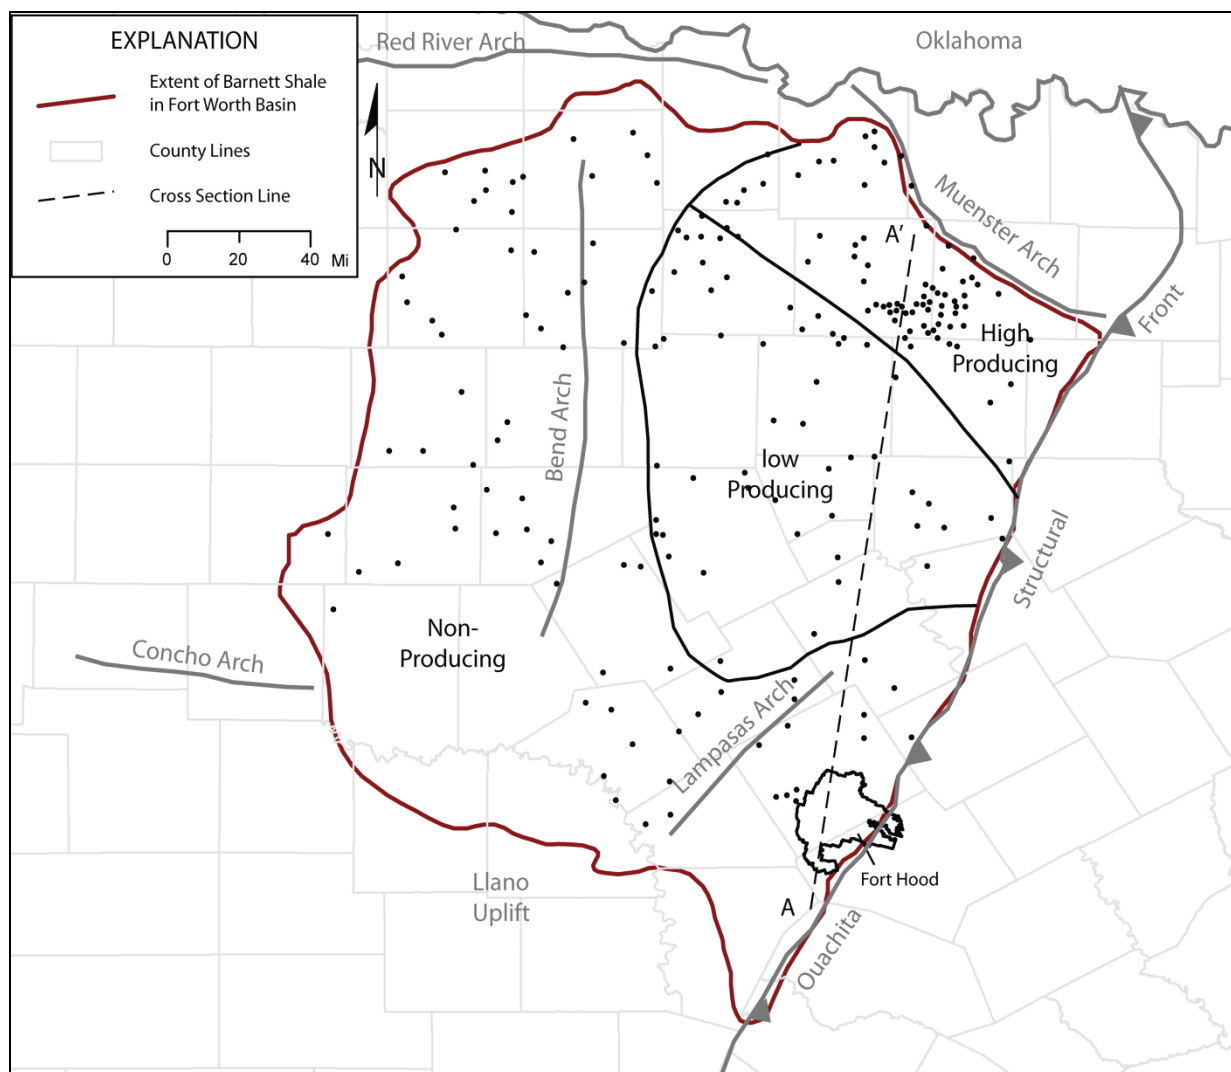 EXPLANATION
Extent of Barnett Shale
in Fort Worth Basin
County Lines
Cross Section Line
0 20 40 Mi
N
Red River Arch
Oklahoma
Muenster Arch
A'
Front
High
Producing
Bend Arch
low
Producing
Structural
Non-
Producing
Concho Arch
Lampasas Arch
Fort Hood
Llano
Uplift
A
Ouachita